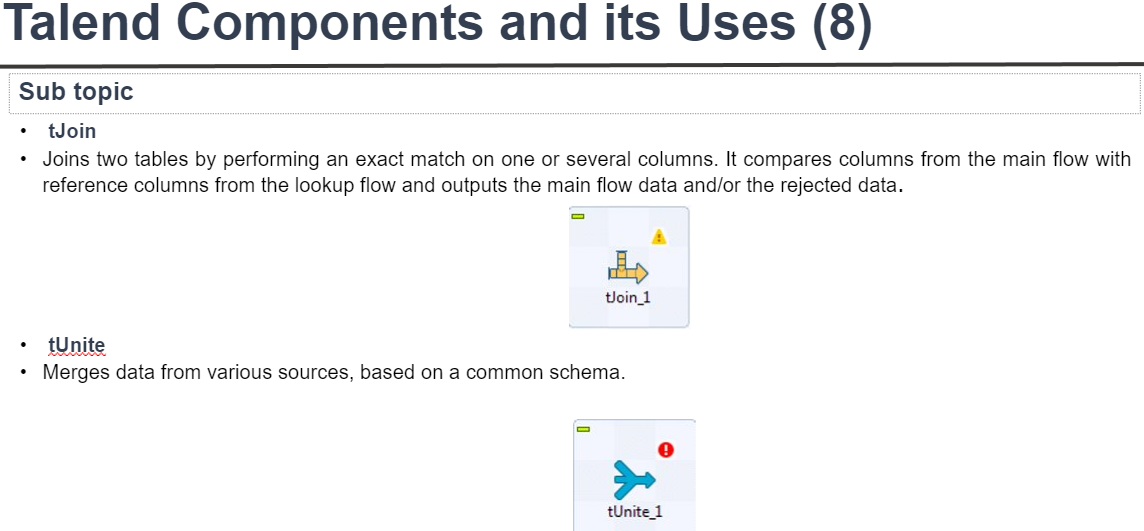 Talend Components and its Uses (8)
Sub topic
• tJoin
• Joins two tables by performing an exact match on one or several columns. It compares columns from the main flow with
reference columns from the lookup flow and outputs the main flow data and/or the rejected data.
tJoin_1
• tUnite
• Merges data from various sources, based on a common schema.
tUnite_1